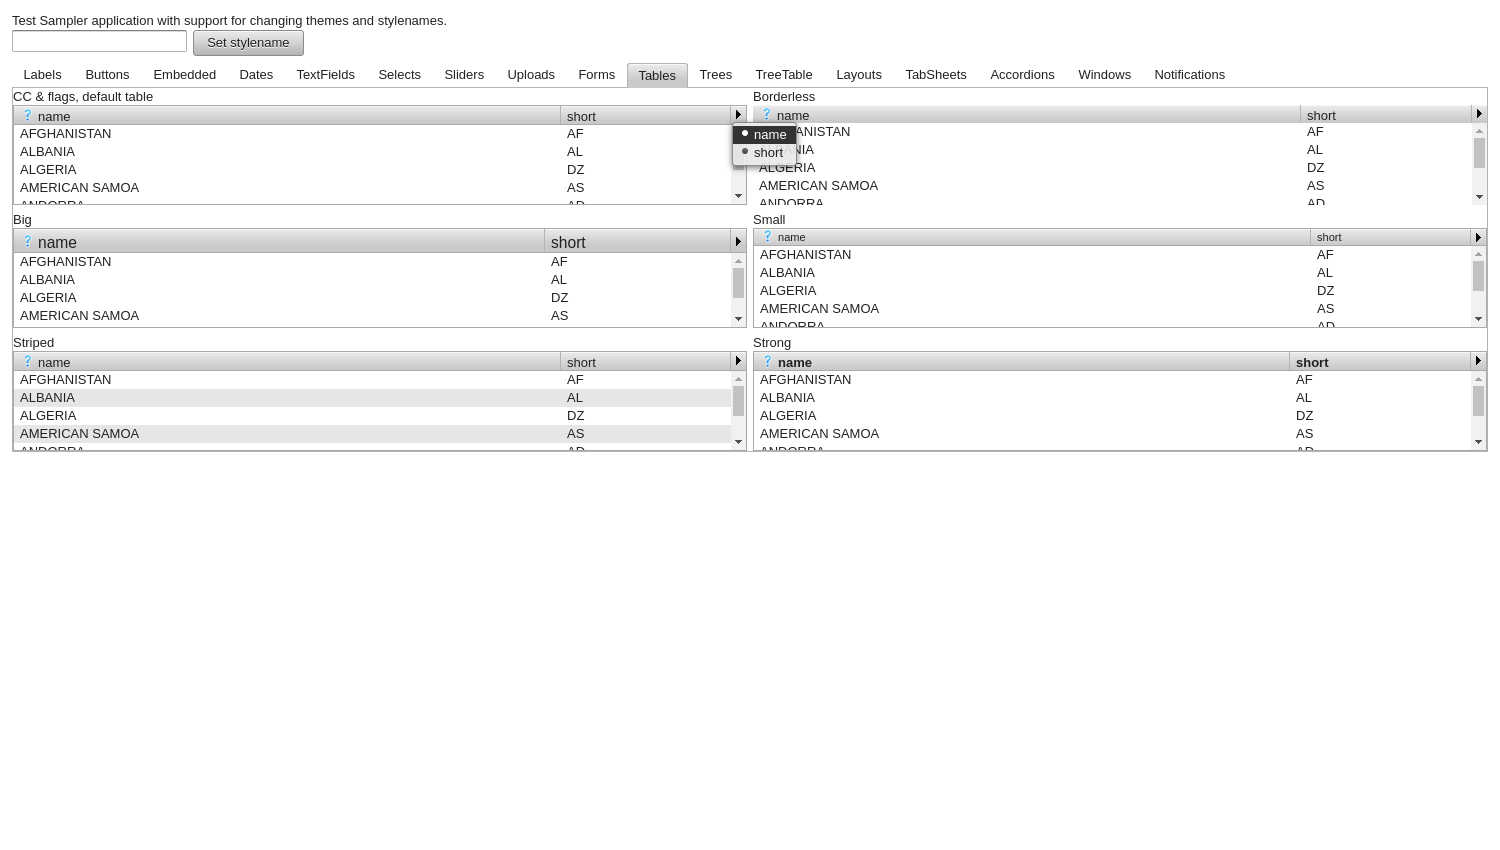 Test Sampler application with support for changing themes and stylenames.
Set stylename
Labels Buttons Embedded Dates TextFields Selects Sliders Uploads Forms Tables Trees TreeTable Layouts TabSheets Accordions Windows Notifications
CC & flags, default table
name short
AFGHANISTAN AF
ALBANIA AL
ALGERIA DZ
AMERICAN SAMOA AS
ANDORRA AD
name
short
Borderless
name short
ANISTAN AF
NIA AL
ALGERIA DZ
AMERICAN SAMOA AS
ANDORRA AD
Big
name short
AFGHANISTAN AF
ALBANIA AL
ALGERIA DZ
AMERICAN SAMOA AS
Small
name short
AFGHANISTAN AF
ALBANIA AL
ALGERIA DZ
AMERICAN SAMOA AS
ANDORRA AD
Striped
name short
AFGHANISTAN AF
ALBANIA AL
ALGERIA DZ
AMERICAN SAMOA AS
ANDORRA AD
Strong
name short
AFGHANISTAN AF
ALBANIA AL
ALGERIA DZ
AMERICAN SAMOA AS
ANDORRA AD